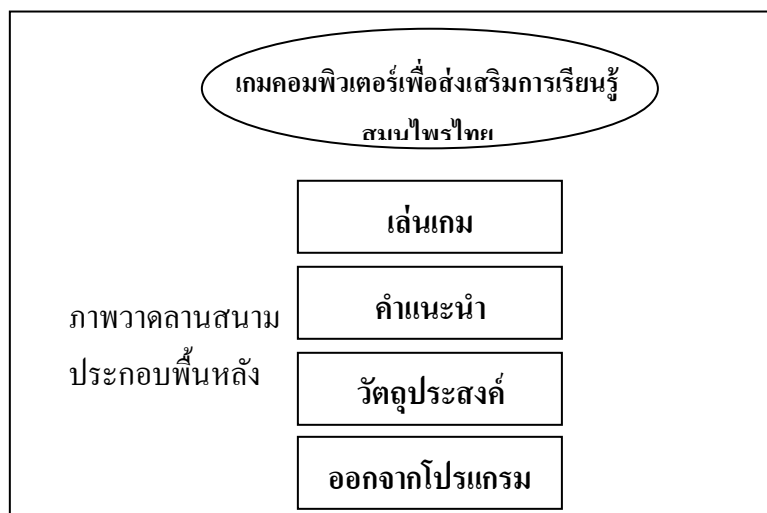 เกมคอมพิวเตอร์เพื่อส่งเสริมการเรียนรู้
สมุนไพรไทย
เล่นเกม
คำแนะนำ
ภาพวาดลานสนาม
ประกอบพื้นหลัง
วัตถุประสงค์
ออกจากโปรแกรม